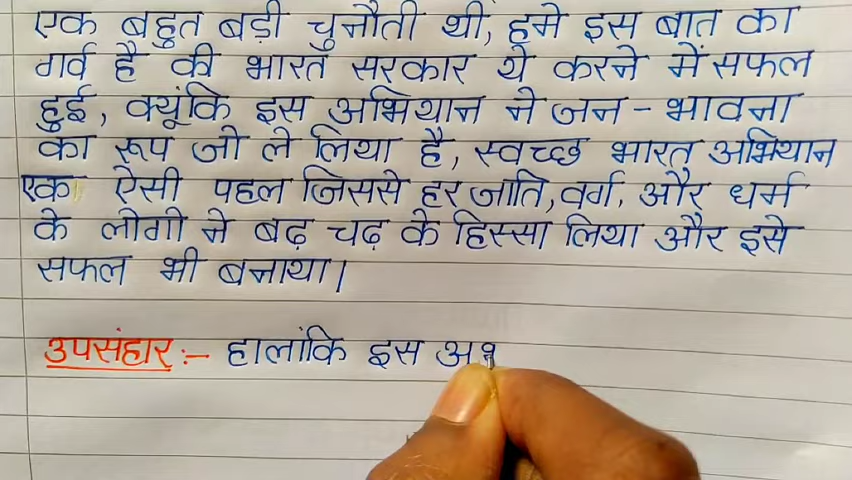 एक बहुत बड़ी चुनौती थी, हमे इस बात का
गर्व है की भारत सरकार ये करने में सफल
हुई, क्यूंकि इस अभियान ने जन - भावना
का रूप जो ले लिया है, स्वच्छ भारत अभियान
एक ऐसी पहल जिससे हर जाति, वर्ग, और धर्म
के लोगो ने बढ़ चढ़ के हिस्सा लिया और इसे
सफल भी बनाया।
उपसंहार :- हालांकि इस